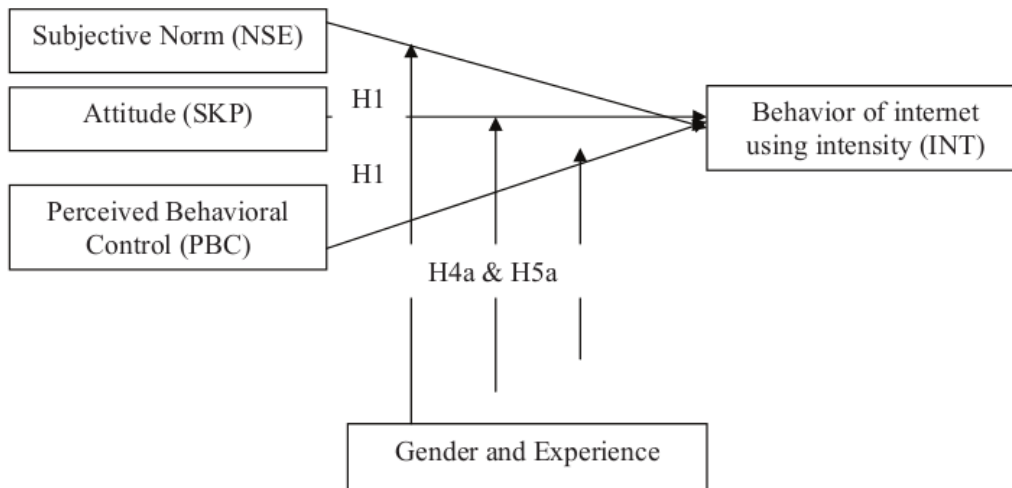 Subjective Norm (NSE)
Attitude (SKP)
H1
H1
Perceived Behavioral
Control (PBC)
Behavior of internet
using intensity (INT)
H4a & H5a
Gender and Experience